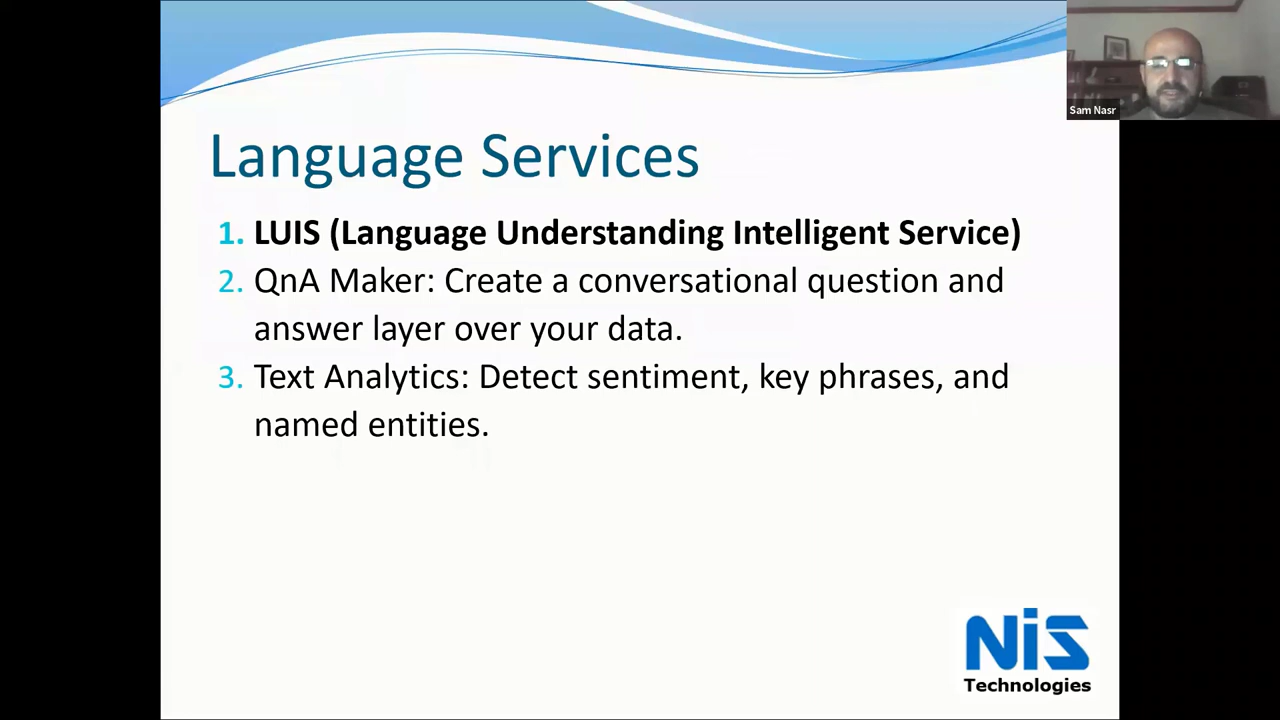 Sam Nasr
Language Services
1. LUIS (Language Understanding Intelligent Service)
2. QnA Maker: Create a conversational question and
answer layer over your data.
3. Text Analytics: Detect sentiment, key phrases, and
named entities.
NiS
Technologies